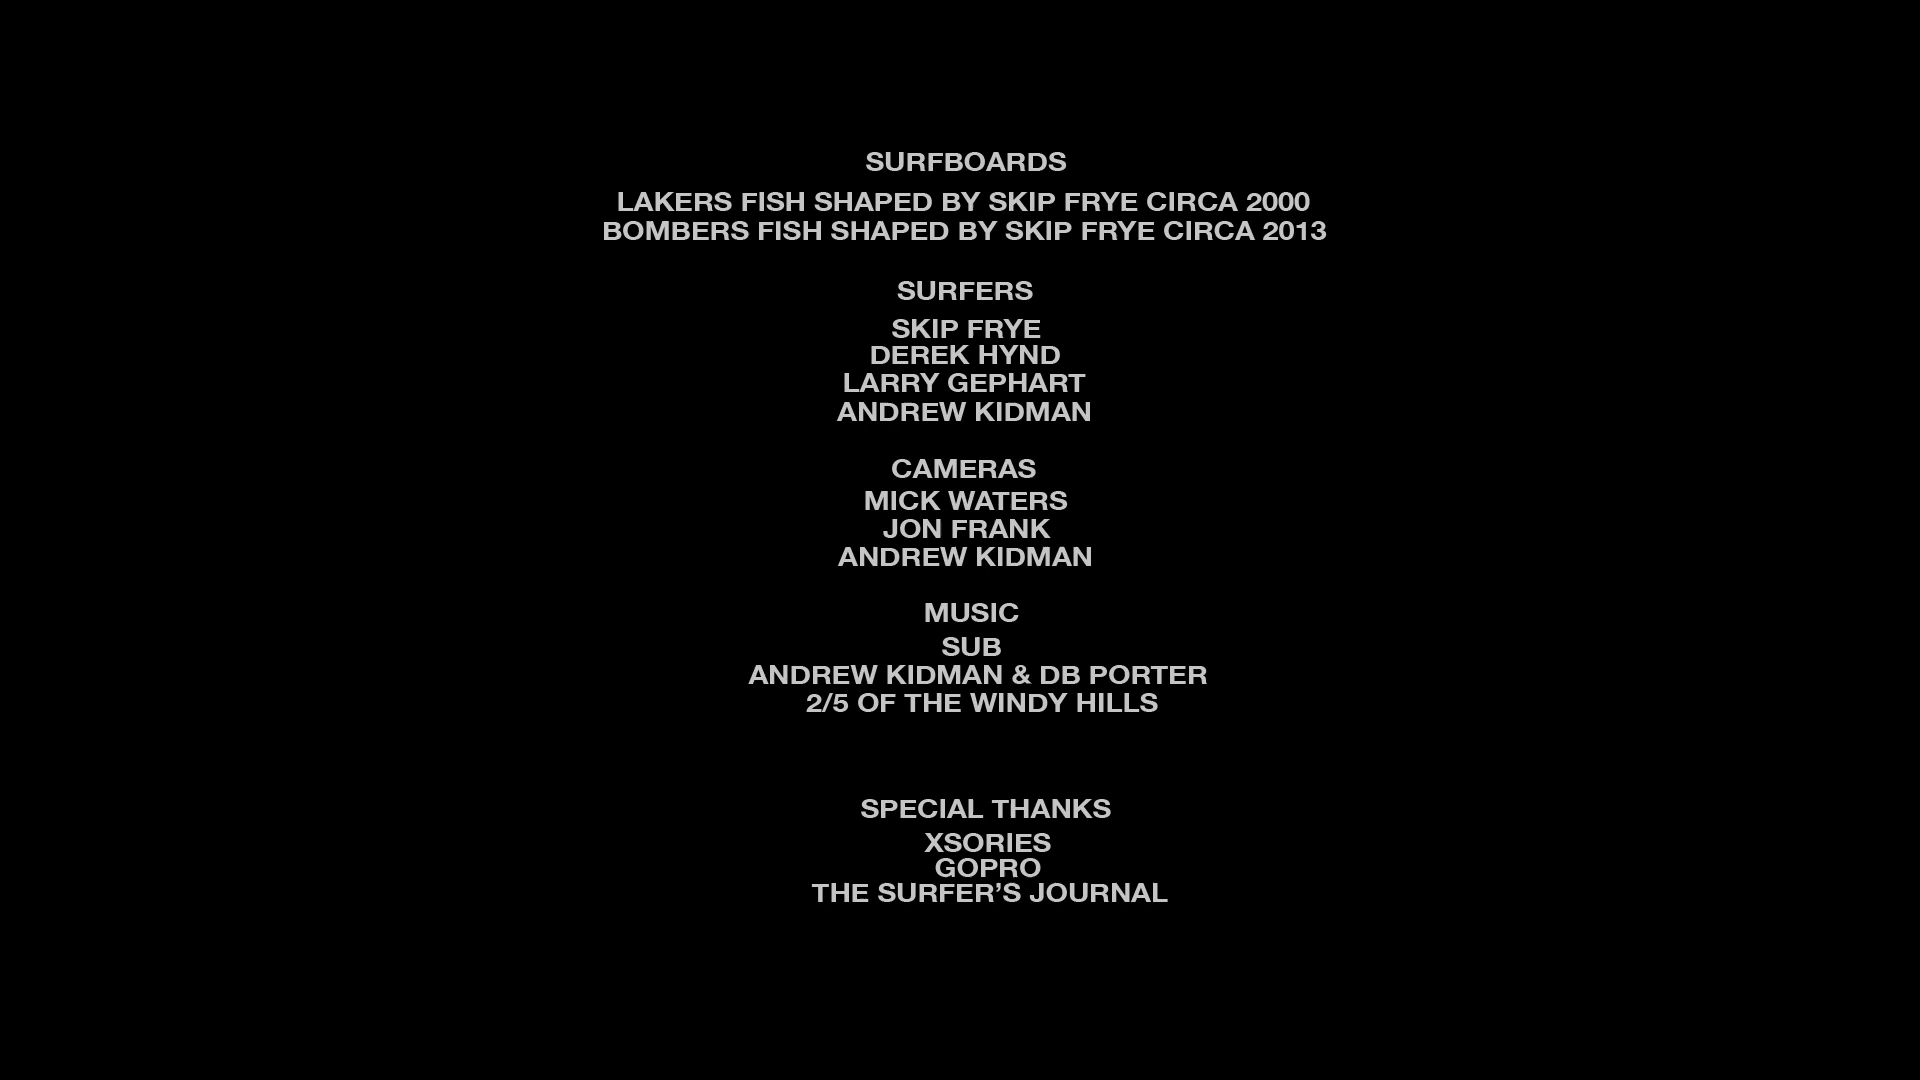 SURFBOARDS
LAKERS FISH SHAPED BY SKIP FRYE CIRCA 2000
BOMBERS FISH SHAPED BY SKIP FRYE CIRCA 2013
SURFERS
SKIP FRYE
DEREK HYND
LARRY GEPHART
ANDREW KIDMAN
CAMERAS
MICK WATERS
JON FRANK
ANDREW KIDMAN
MUSIC
SUB
ANDREW KIDMAN & DB PORTER
2/5 OF THE WINDY HILLS
SPECIAL THANKS
XSORIES
GOPRO
THE SURFER’S JOURNAL